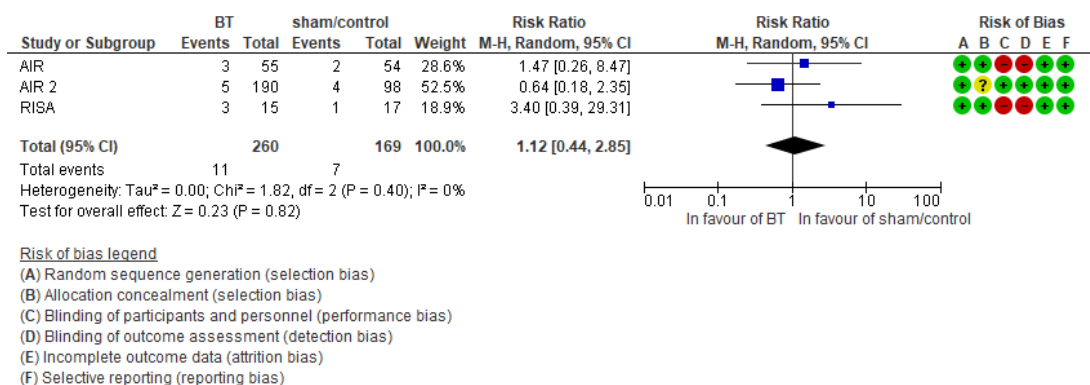 BT sham/control Risk Ratio Risk Ratio Risk of Bias
Study or Subgroup Events Total Events Total Weight M-H, Random, 95% CI M-H, Random, 95% CI A B C D E F
AIR 3 55 2 54 28.6% 1.47 [0.26, 8.47] + + - - + +
AIR 2 5 190 4 98 52.5% 0.64 [0.18, 2.35] + ? + + + +
RISA 3 15 1 17 18.9% 3.40 [0.39, 29.31] + + - - + +
Total (95% CI) 260 169 100.0% 1.12 [0.44, 2.85]
Total events 11 7
Heterogeneity: Tau² = 0.00; Chi² = 1.82, df = 2 (P = 0.40); I² = 0%
Test for overall effect: Z = 0.23 (P = 0.82)
0.01 0.1 1 10 100
In favour of BT In favour of sham/control
Risk of bias legend
(A) Random sequence generation (selection bias)
(B) Allocation concealment (selection bias)
(C) Blinding of participants and personnel (performance bias)
(D) Blinding of outcome assessment (detection bias)
(E) Incomplete outcome data (attrition bias)
(F) Selective reporting (reporting bias)